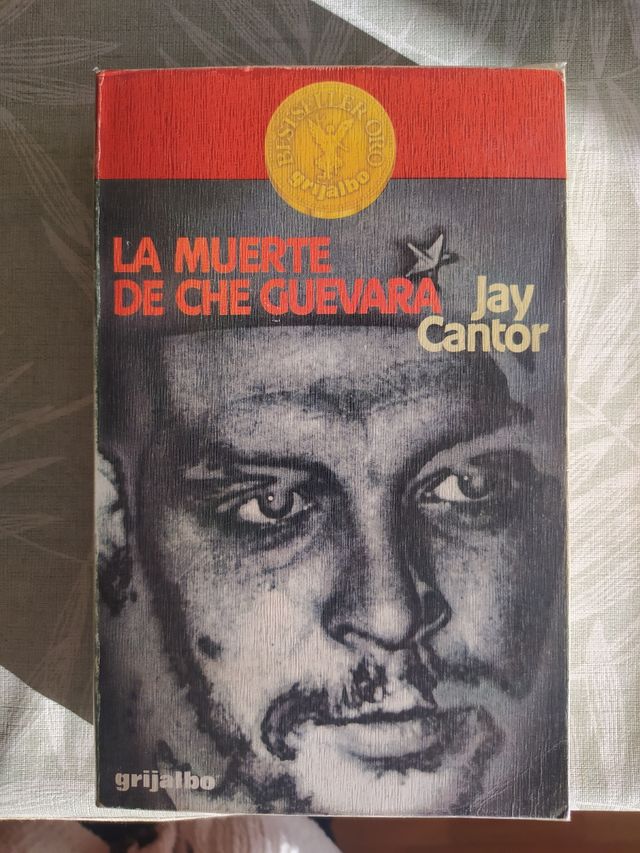 BESTSELLER ORO
grijalbo
LA MUERTE
DE CHE GUEVARA
Jay
Cantor
grijalbo